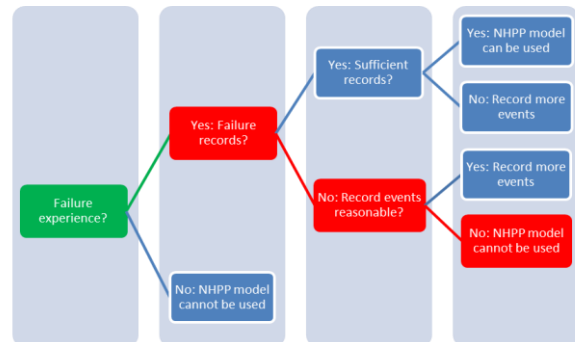 Failure
experience?
Yes: Failure
records?
No: NHPP model
cannot be used
Yes: Sufficient
records?
No: Record events
reasonable?
Yes: NHPP model
can be used
No: Record more
events
Yes: Record more
events
No: NHPP model
cannot be used